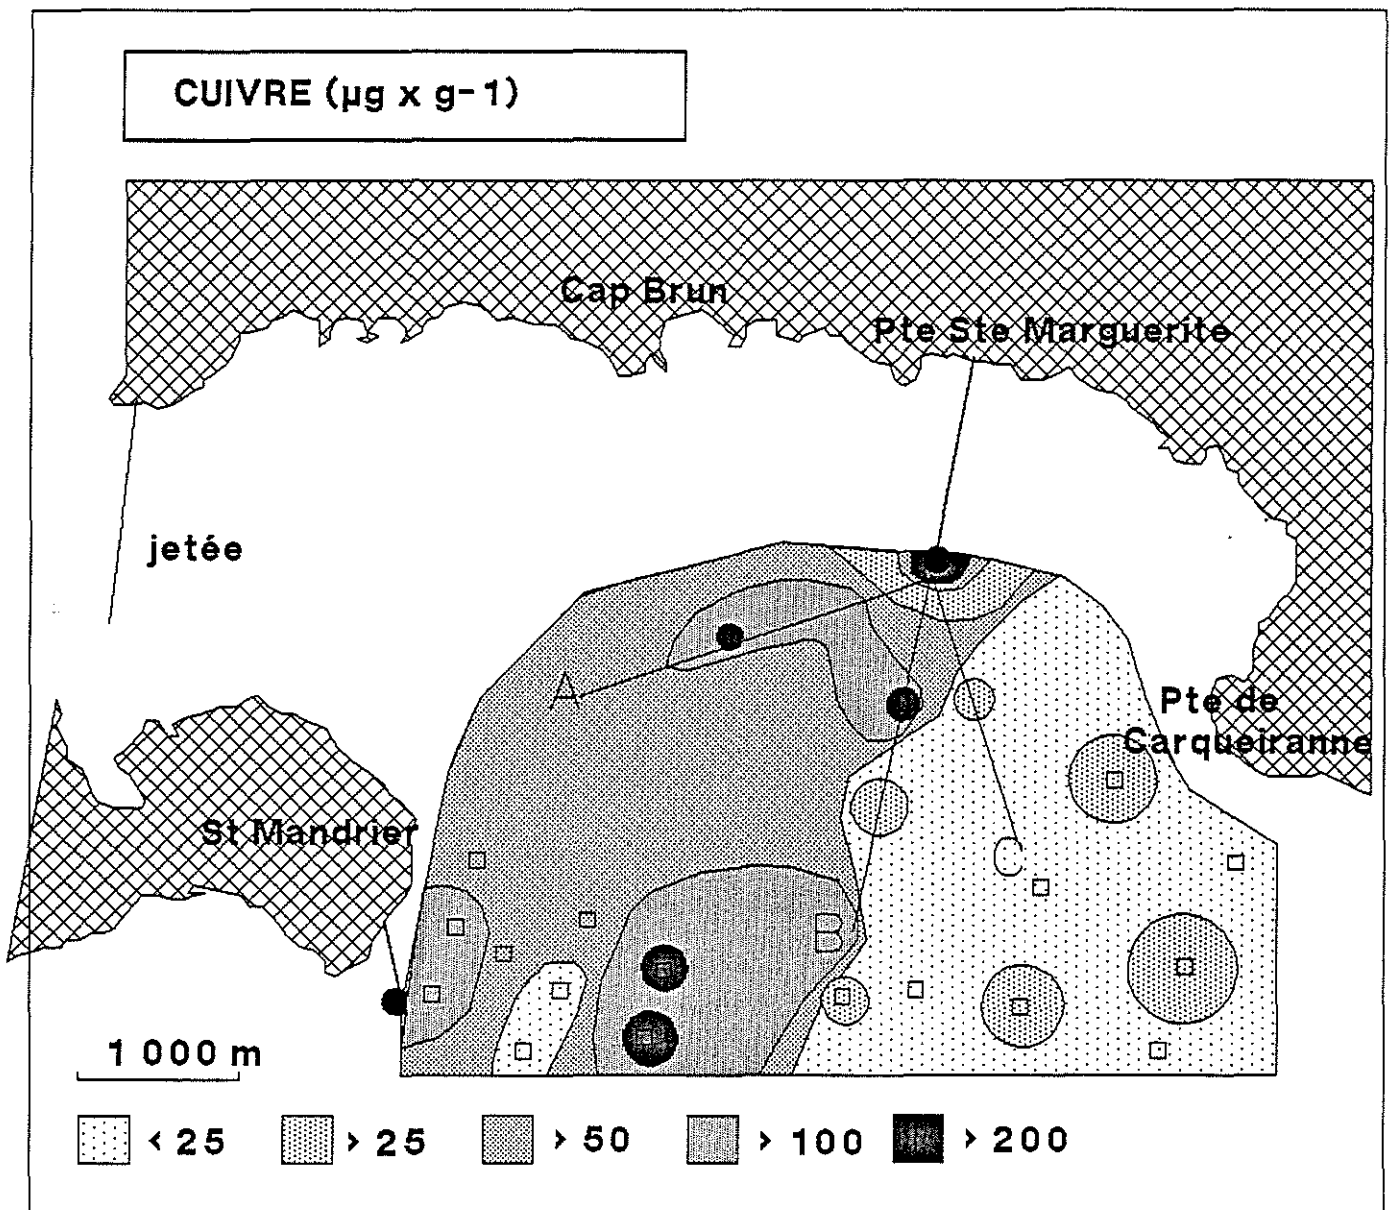 CUIVRE (µg x g-1)
Cap Brun
Pte Ste Marguerite
jetée
A
Pte de
Carqueiranne
St Mandrier
C
B
1 000 m
< 25
> 25
> 50
> 100
> 200